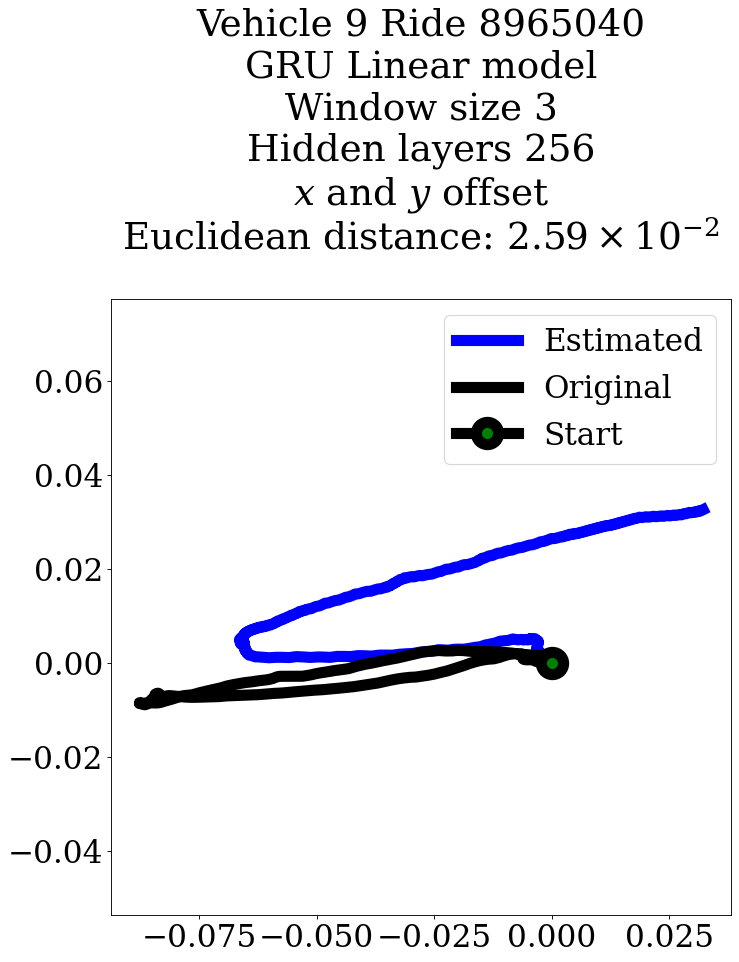 Vehicle 9 Ride 8965040
GRU Linear model
Window size 3
Hidden layers 256
x and y offset
Euclidean distance: 2.59 × 10⁻²
Estimated
Original
Start
0.06
0.04
0.02
0.00
−0.02
−0.04
−0.075 −0.050 −0.025 0.000 0.025